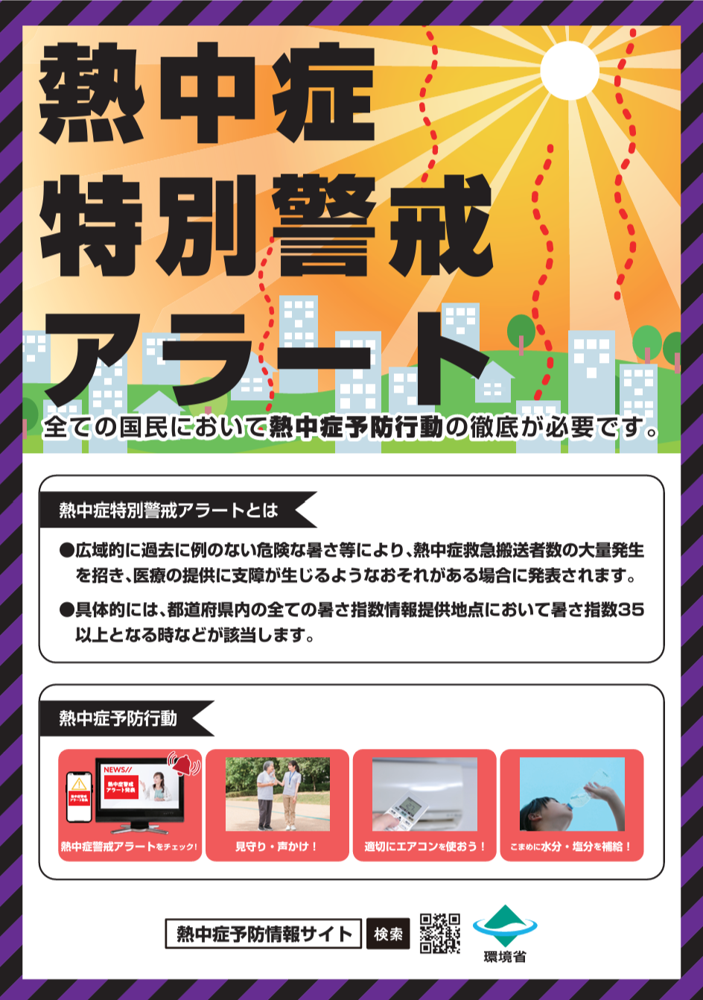 熱中症
特別警戒
アラート
全ての国民において熱中症予防行動の徹底が必要です。
熱中症特別警戒アラートとは
●広域的に過去に例のない危険な暑さ等により、熱中症救急搬送者数の大量発生
を招き、医療の提供に支障が生じるようなおそれがある場合に発表されます。
●具体的には、都道府県内の全ての暑さ指数情報提供地点において暑さ指数35
以上となる時などが該当します。
熱中症予防行動
NEWS//
熱中症警戒
アラート発表
熱中症警戒
アラート発表
熱中症警戒アラートをチェック!
見守り・声かけ!
適切にエアコンを使おう!
こまめに水分・塩分を補給!
熱中症予防情報サイト 検索
環境省